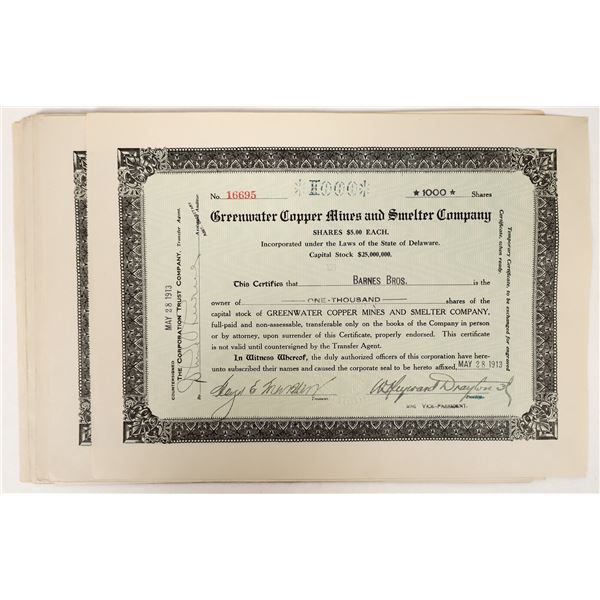 No. 16695 1000 ★1000★ Shares
Greenwater Copper Mines and Smelter Company
SHARES $5.00 EACH.
Incorporated under the Laws of the State of Delaware.
Capital Stock $25,000,000.
This Certifies that BARNES BROS. is the
owner of ONE-THOUSAND shares of the
capital stock of GREENWATER COPPER MINES AND SMELTER COMPANY,
full-paid and non-assessable, transferable only on the books of the Company in person
or by attorney, upon surrender of this Certificate, properly endorsed. This certificate
is not valid until countersigned by the Transfer Agent.
In Witness Whereof, the duly authorized officers of this corporation have here-
unto subscribed their names and caused the corporate seal to be hereto affixed, MAY 28 1913
Treasurer. VICE-PRESIDENT.
COUNTERSIGNED
MAY 28 1913
THE CORPORATION TRUST COMPANY, Transfer Agent.
Temporary Certificate, to be exchanged for engraved
Certificate, when ready.